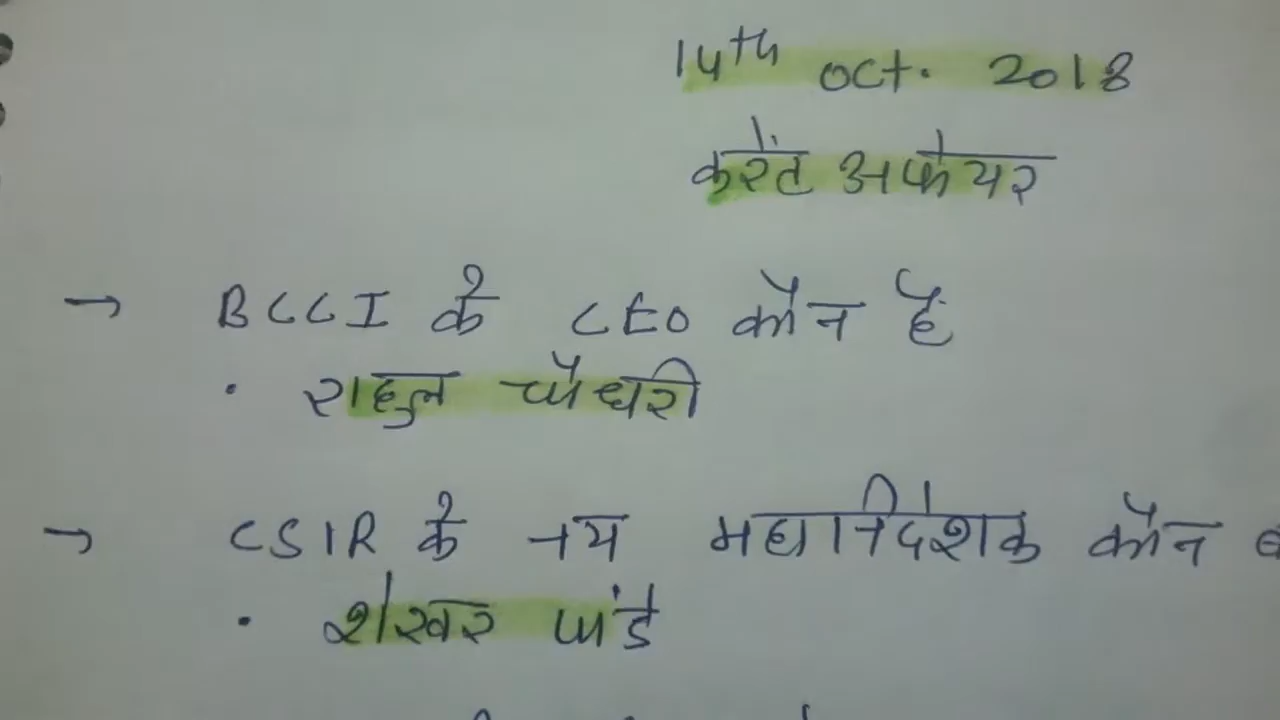 14th Oct. 2018
करेंट अफेयर
→ BCCI के CEO कौन हैं
• राहुल चौधरी
→ CSIR के नय महानिदेशक कौन
• शेखर पांडे